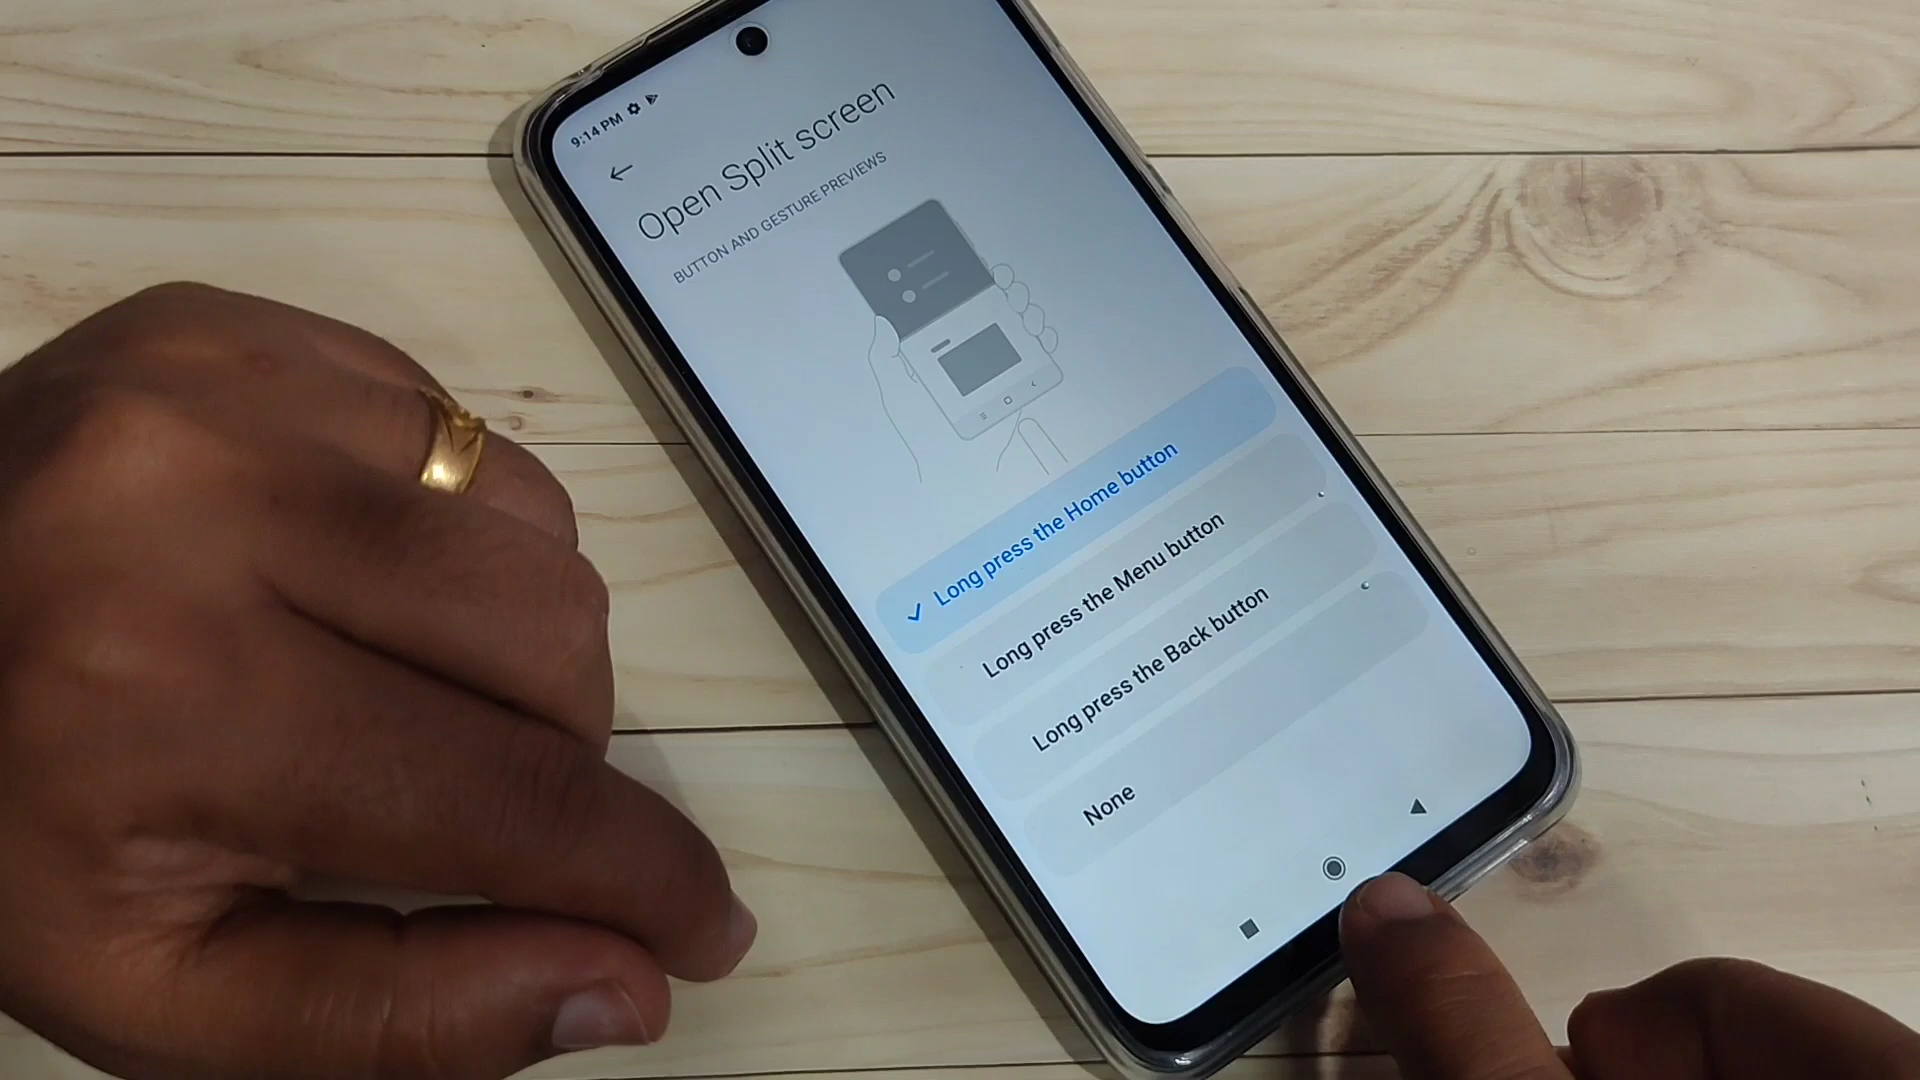 9:14 PM
Open Split screen
BUTTON AND GESTURE PREVIEWS
Long press the Home button
Long press the Menu button
Long press the Back button
None